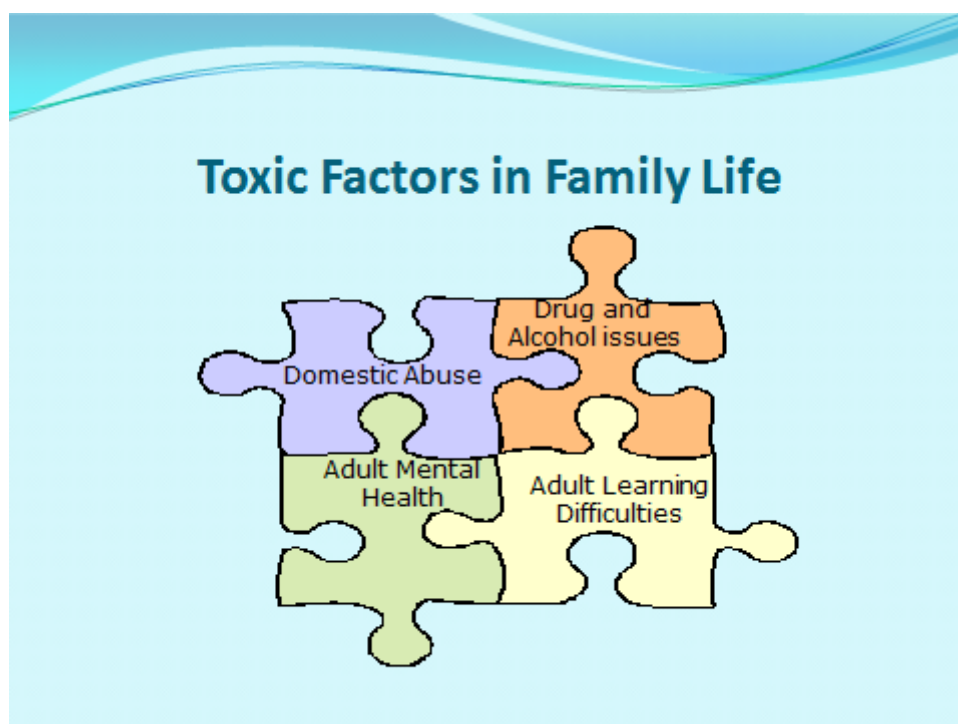 Toxic Factors in Family Life
Drug and
Alcohol issues
Domestic Abuse
Adult Mental
Health
Adult Learning
Difficulties